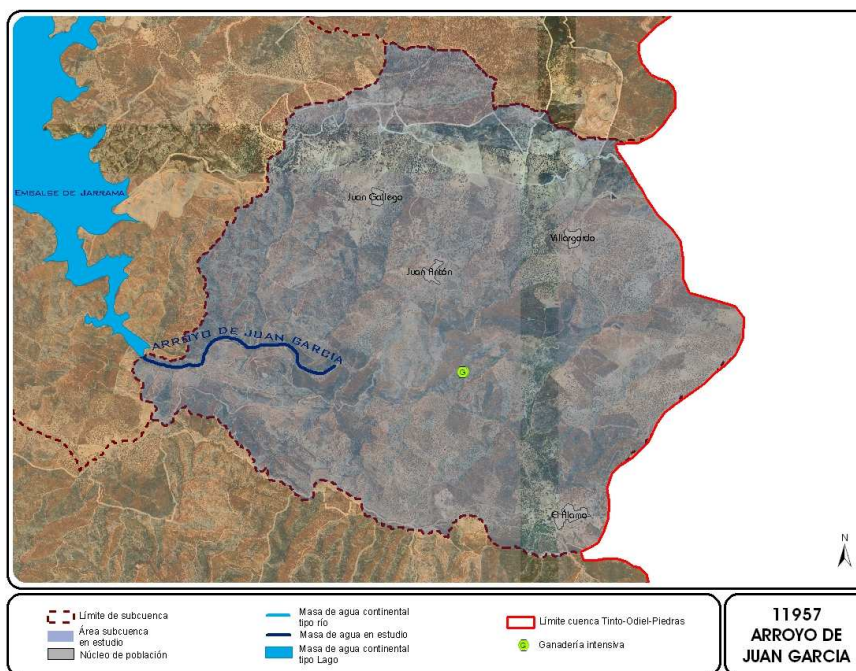 EMBALSE DE JARRAMA
Juan Gallego
Villargordo
Juan Antón
ARROYO DE JUAN GARCIA
G
El Álamo
N
Límite de subcuenca
Área subcuenca
en estudio
Núcleo de población
Masa de agua continental
tipo río
Masa de agua en estudio
Masa de agua continental
tipo Lago
Límite cuenca Tinto-Odiel-Piedras
G
Ganadería intensiva
11957
ARROYO DE
JUAN GARCIA